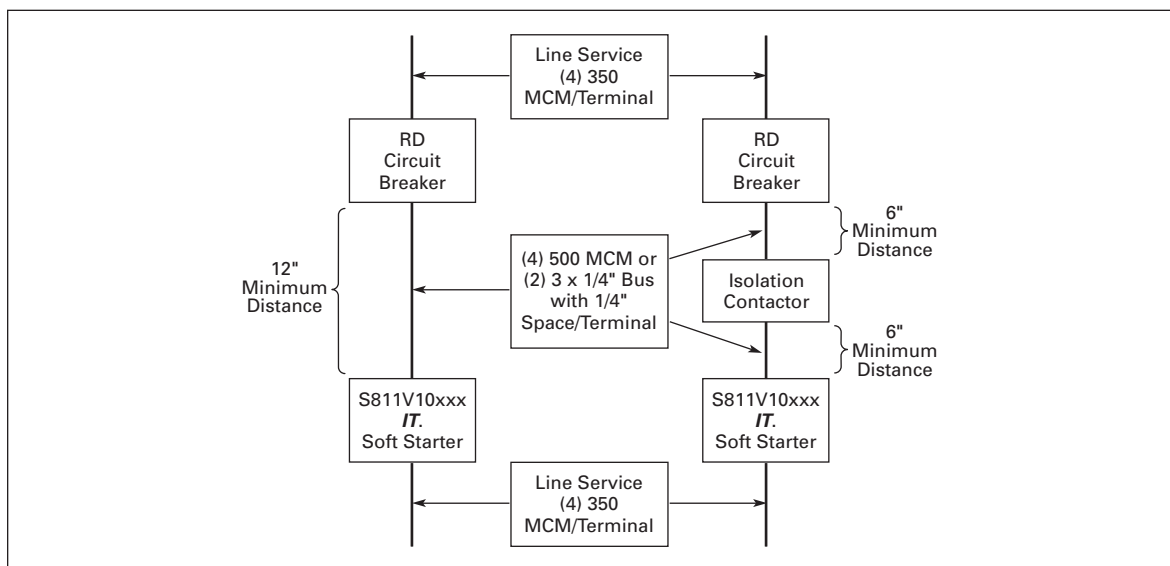 Line Service
(4) 350
MCM/Terminal
RD
Circuit
Breaker
RD
Circuit
Breaker
12"
Minimum
Distance
(4) 500 MCM or
(2) 3 x 1/4" Bus
with 1/4"
Space/Terminal
6"
Minimum
Distance
Isolation
Contactor
6"
Minimum
Distance
S811V10xxx
IT.
Soft Starter
S811V10xxx
IT.
Soft Starter
Line Service
(4) 350
MCM/Terminal